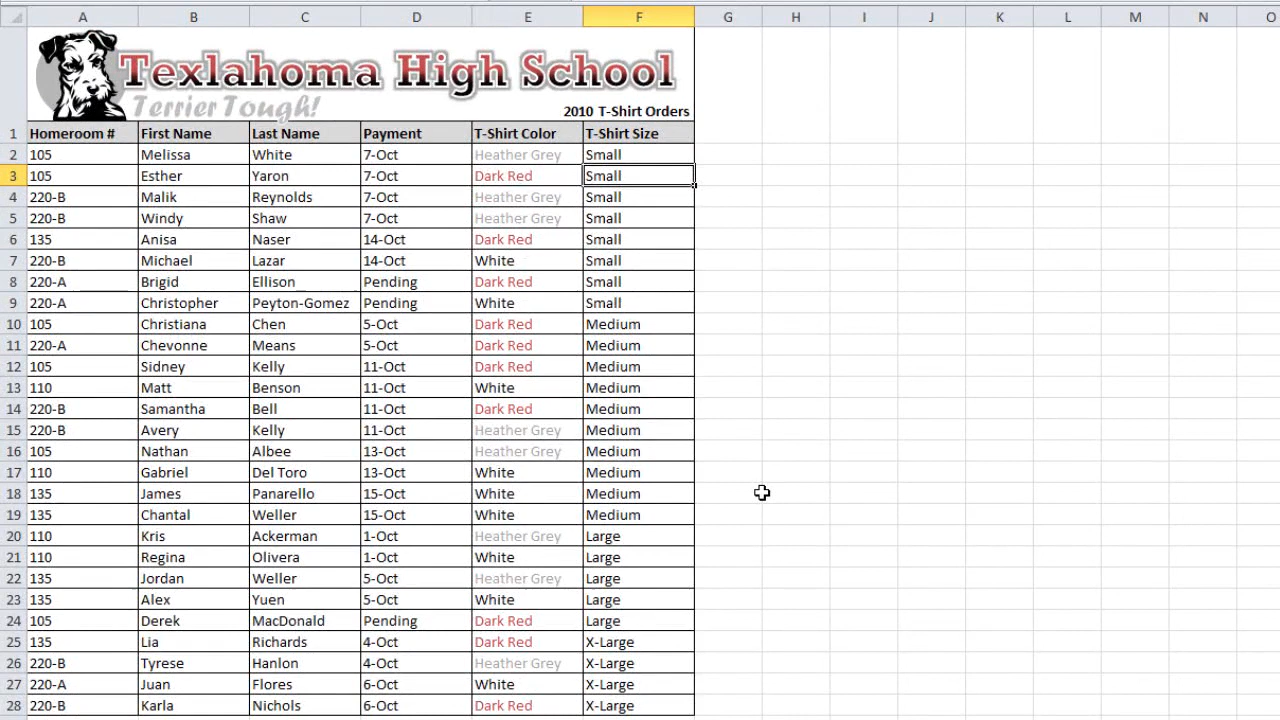 A B C D E F G H I J K L M N O
Texlahoma High School
Terrier Tough!
2010 T-Shirt Orders
1 Homeroom # First Name Last Name Payment T-Shirt Color T-Shirt Size
2 105 Melissa White 7-Oct Heather Grey Small
3 105 Esther Yaron 7-Oct Dark Red Small
4 220-B Malik Reynolds 7-Oct Heather Grey Small
5 220-B Windy Shaw 7-Oct Heather Grey Small
6 135 Anisa Naser 14-Oct Dark Red Small
7 220-B Michael Lazar 14-Oct White Small
8 220-A Brigid Ellison Pending Dark Red Small
9 220-A Christopher Peyton-Gomez Pending White Small
10 105 Christiana Chen 5-Oct Dark Red Medium
11 220-A Chevonne Means 5-Oct Dark Red Medium
12 105 Sidney Kelly 11-Oct Dark Red Medium
13 110 Matt Benson 11-Oct White Medium
14 220-B Samantha Bell 11-Oct Dark Red Medium
15 220-B Avery Kelly 11-Oct Heather Grey Medium
16 105 Nathan Albee 13-Oct Heather Grey Medium
17 110 Gabriel Del Toro 13-Oct White Medium
18 135 James Panarello 15-Oct White Medium
19 135 Chantal Weller 15-Oct White Medium
20 110 Kris Ackerman 1-Oct Heather Grey Large
21 110 Regina Olivera 1-Oct White Large
22 135 Jordan Weller 5-Oct Heather Grey Large
23 135 Alex Yuen 5-Oct White Large
24 105 Derek MacDonald Pending Dark Red Large
25 135 Lia Richards 4-Oct Dark Red X-Large
26 220-B Tyrese Hanlon 4-Oct Heather Grey X-Large
27 220-A Juan Flores 6-Oct White X-Large
28 220-B Karla Nichols 6-Oct Dark Red X-Large